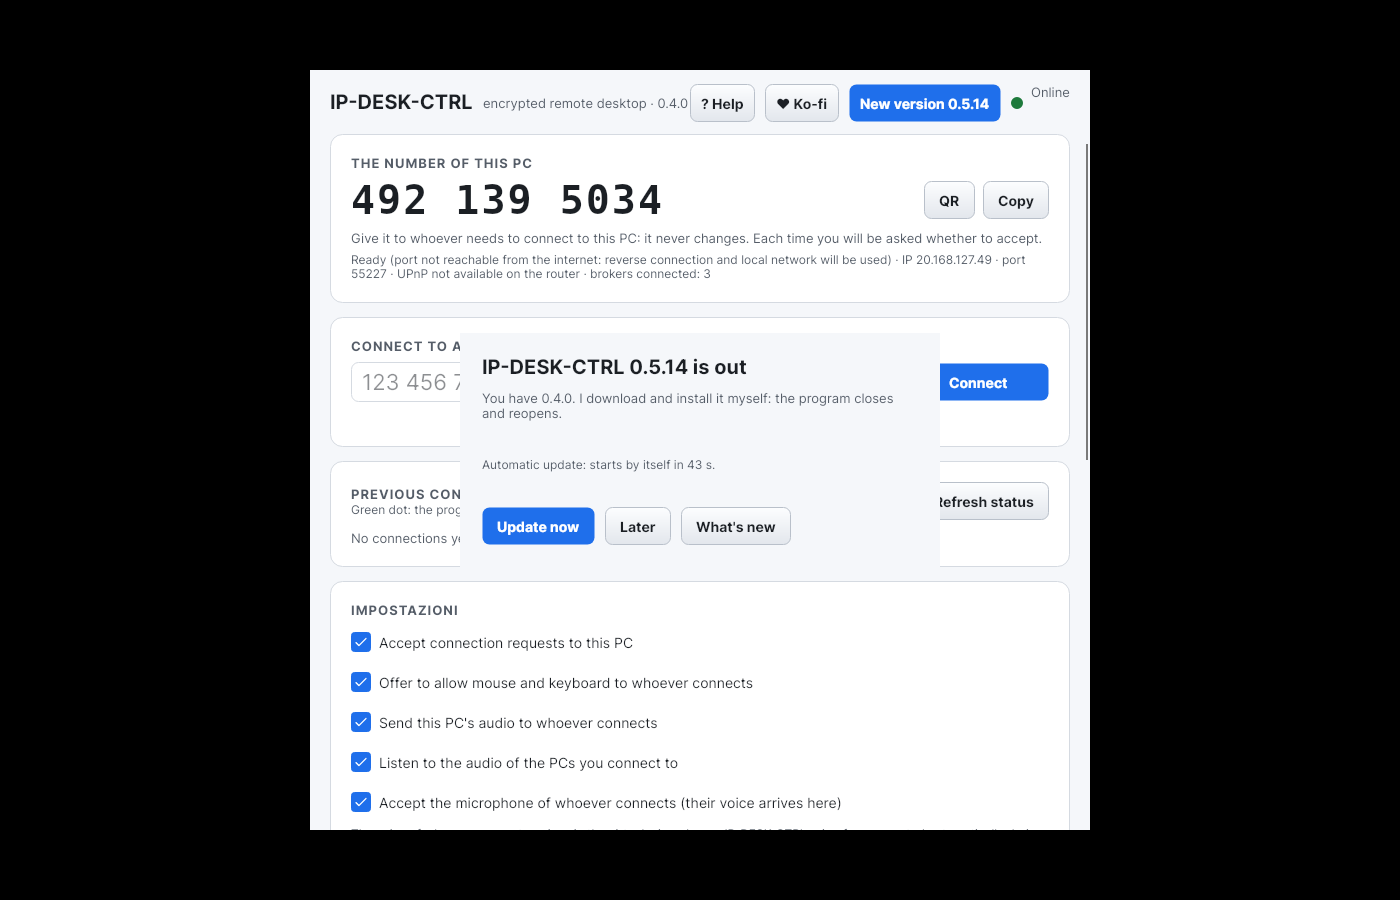 IP-DESK-CTRL encrypted remote desktop · 0.4.0 ? Help ♥ Ko-fi New version 0.5.14 Online
THE NUMBER OF THIS PC
492 139 5034 QR Copy
Give it to whoever needs to connect to this PC: it never changes. Each time you will be asked whether to accept.
Ready (port not reachable from the internet: reverse connection and local network will be used) · IP 20.168.127.49 · port
55227 · UPnP not available on the router · brokers connected: 3
CONNECT TO A
123 456 7 Connect
IP-DESK-CTRL 0.5.14 is out
You have 0.4.0. I download and install it myself: the program closes
and reopens.
Automatic update: starts by itself in 43 s.
Update now Later What's new
PREVIOUS CON
Green dot: the prog
Refresh status
No connections ye
IMPOSTAZIONI
Accept connection requests to this PC
Offer to allow mouse and keyboard to whoever connects
Send this PC's audio to whoever connects
Listen to the audio of the PCs you connect to
Accept the microphone of whoever connects (their voice arrives here)